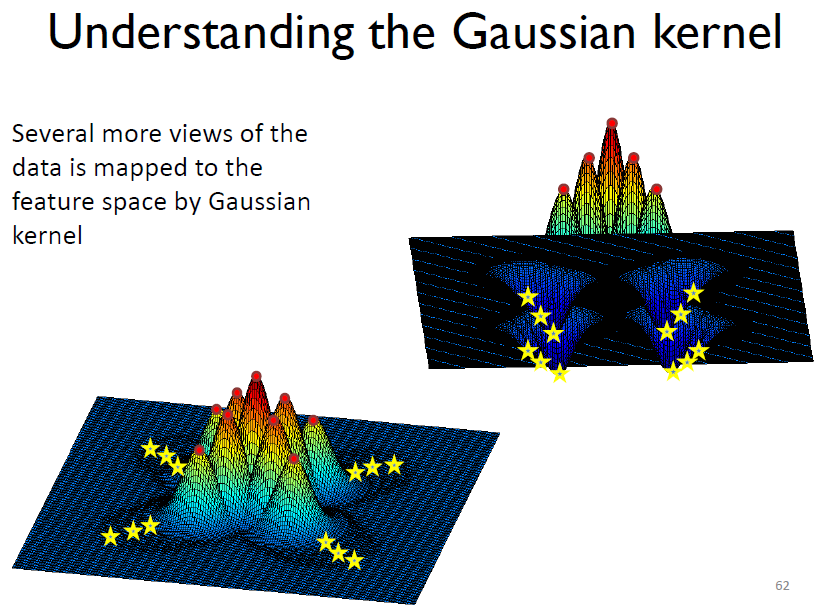 Understanding the Gaussian kernel
Several more views of the
data is mapped to the
feature space by Gaussian
kernel
62